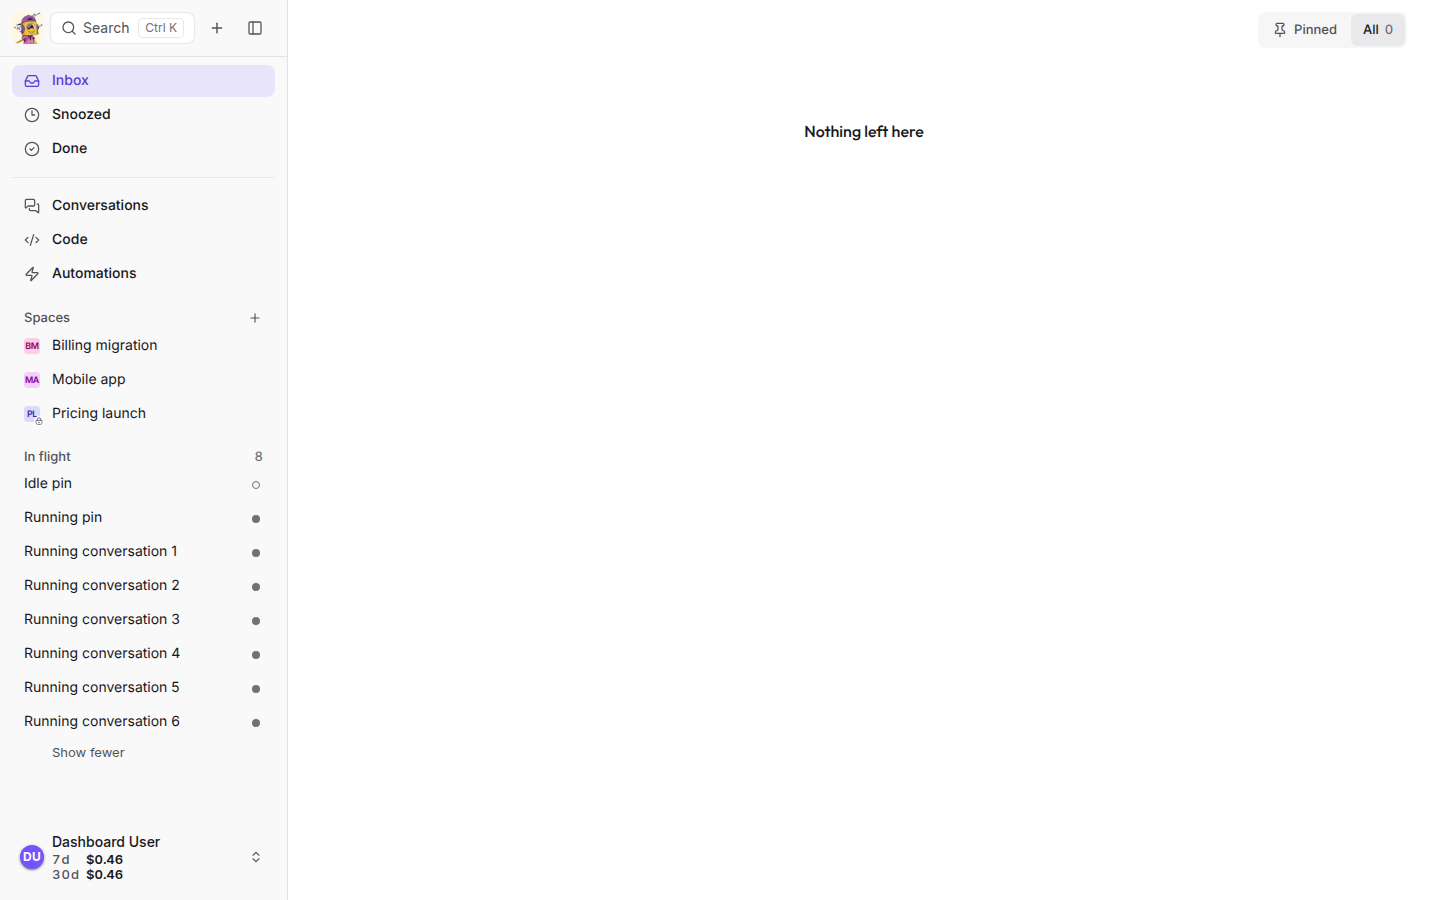 Search Ctrl K
Inbox
Snoozed
Done
Conversations
Code
Automations
Spaces
BM Billing migration
MA Mobile app
PL Pricing launch
In flight 8
Idle pin
Running pin
Running conversation 1
Running conversation 2
Running conversation 3
Running conversation 4
Running conversation 5
Running conversation 6
Show fewer
DU Dashboard User
7d $0.46
30d $0.46
Pinned All 0
Nothing left here